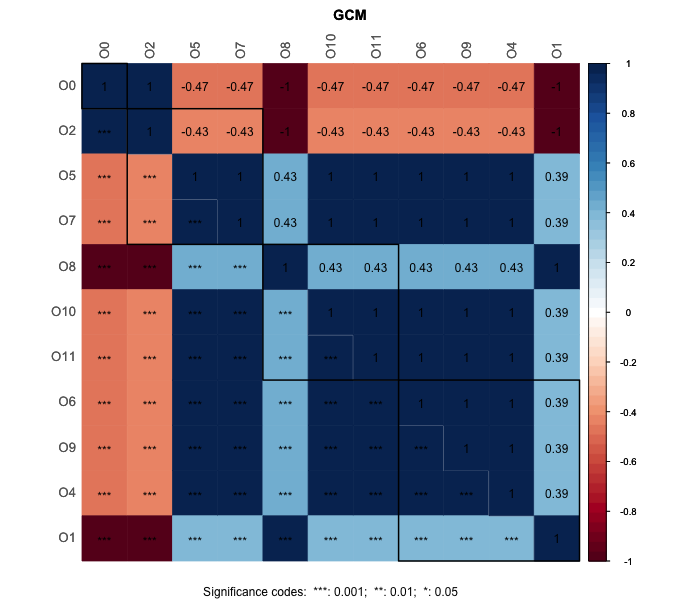 GCM
O0 O2 O5 O7 O8 O10 O11 O6 O9 O4 O1
O0 1 1 -0.47 -0.47 -1 -0.47 -0.47 -0.47 -0.47 -0.47 -1
O2 *** 1 -0.43 -0.43 -1 -0.43 -0.43 -0.43 -0.43 -0.43 -1
O5 *** *** 1 1 0.43 1 1 1 1 1 0.39
O7 *** *** *** 1 0.43 1 1 1 1 1 0.39
O8 *** *** *** *** 1 0.43 0.43 0.43 0.43 0.43 1
O10 *** *** *** *** *** 1 1 1 1 1 0.39
O11 *** *** *** *** *** *** 1 1 1 1 0.39
O6 *** *** *** *** *** *** *** 1 1 1 0.39
O9 *** *** *** *** *** *** *** *** 1 1 0.39
O4 *** *** *** *** *** *** *** *** *** 1 0.39
O1 *** *** *** *** *** *** *** *** *** *** 1
1
0.8
0.6
0.4
0.2
0
-0.2
-0.4
-0.6
-0.8
-1
Significance codes: ***: 0.001; **: 0.01; *: 0.05